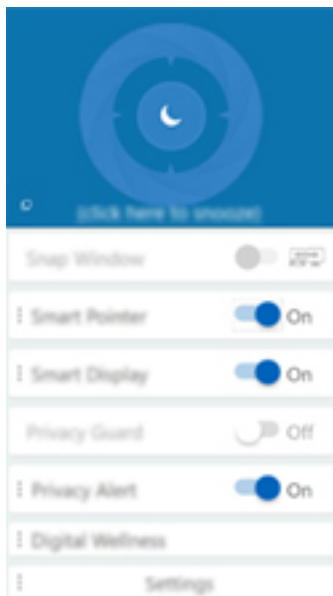 (click here to snooze)
Snap Window
Smart Pointer On
Smart Display On
Privacy Guard Off
Privacy Alert On
Digital Wellness
Settings